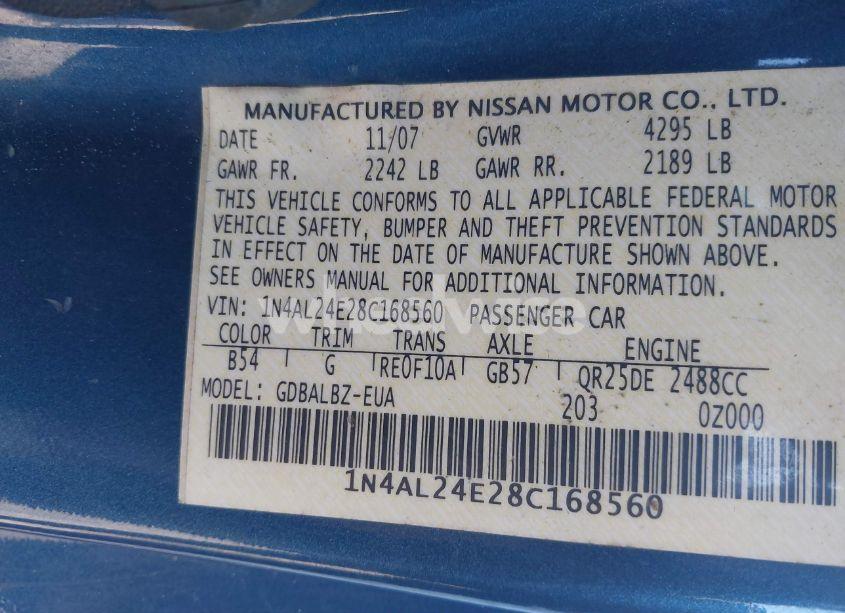 MANUFACTURED BY NISSAN MOTOR CO., LTD.
DATE 11/07 GVWR 4295 LB
GAWR FR. 2242 LB GAWR RR. 2189 LB
THIS VEHICLE CONFORMS TO ALL APPLICABLE FEDERAL MOTOR
VEHICLE SAFETY, BUMPER AND THEFT PREVENTION STANDARDS
IN EFFECT ON THE DATE OF MANUFACTURE SHOWN ABOVE.
SEE OWNERS MANUAL FOR ADDITIONAL INFORMATION.
VIN: 1N4AL24E28C168560 PASSENGER CAR
COLOR TRIM TRANS AXLE ENGINE
B54 G RE0F10A GB57 QR25DE 2488CC
MODEL: GDBALBZ-EUA 203 0Z000
1N4AL24E28C168560